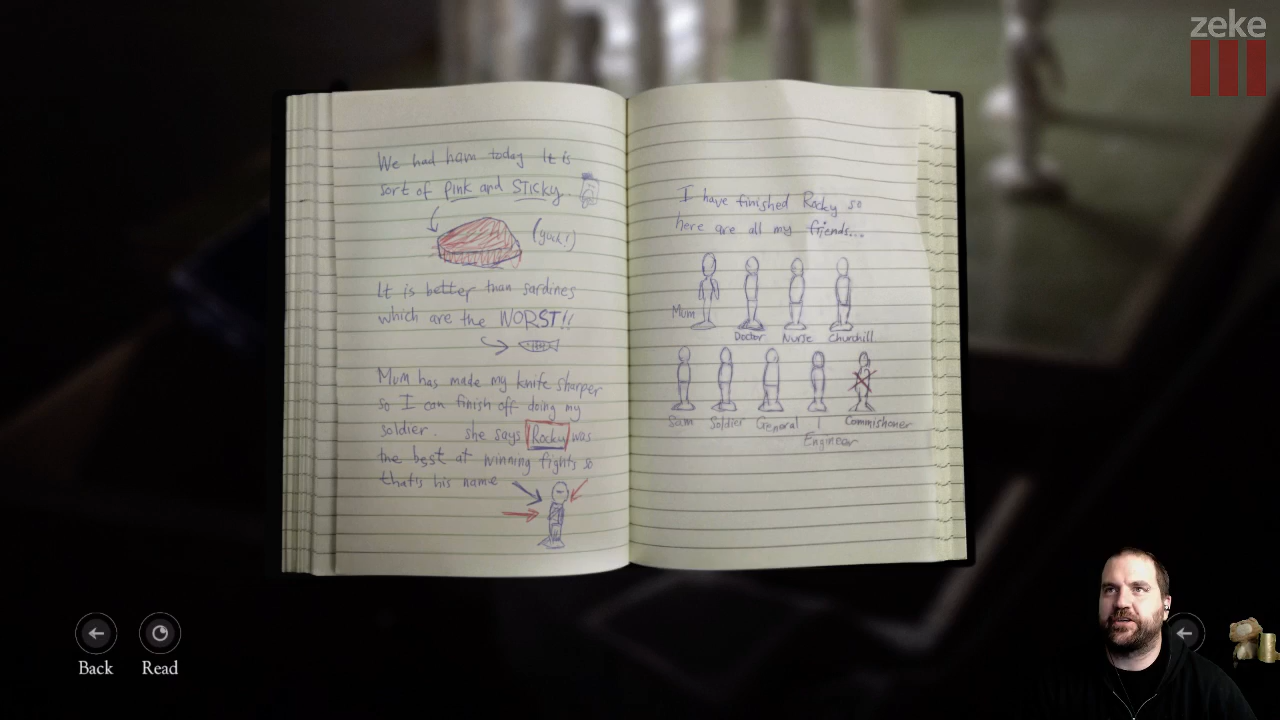 zeke
III
We had ham today It is
sort of Pink and STICKY.
(yuck!)
It is better than sardines
which are the WORST!!
Mum has made my knife sharper
so I can finish off doing my
soldier. she says Rocky was
the best at winning fights so
that's his name
I have finished Rocky so
here are all my friends...
Mum
Doctor Nurse Churchill
Sam Soldier General Commishoner
Engineer
Back Read